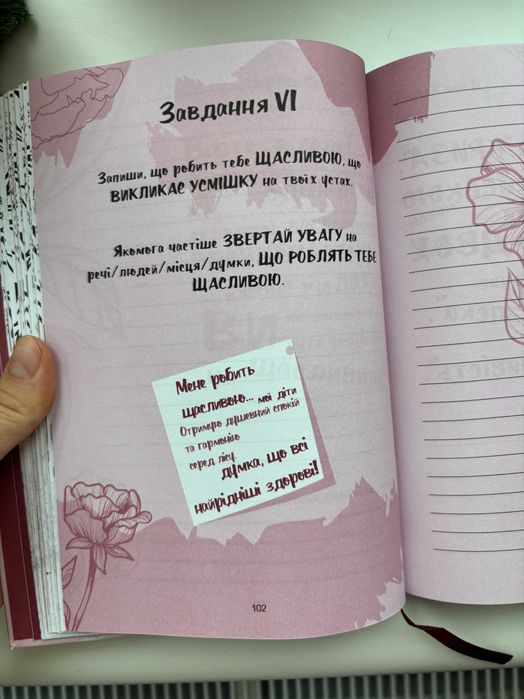 Завдання VI
Запиши, що робить тебе ЩАСЛИВОЮ, що
ВИКЛИКАЄ УСМІШКУ на твоїх устах.
Якомога частіше ЗВЕРТАЙ УВАГУ на
речі/людей/місця/думки, ЩО РОБЛЯТЬ ТЕБЕ
ЩАСЛИВОЮ.
Мене робить
щасливою... мої діти
Отримую душевний спокій
та гармонію
серед лісу.
думка, що всі
найрідніші здорові!
102